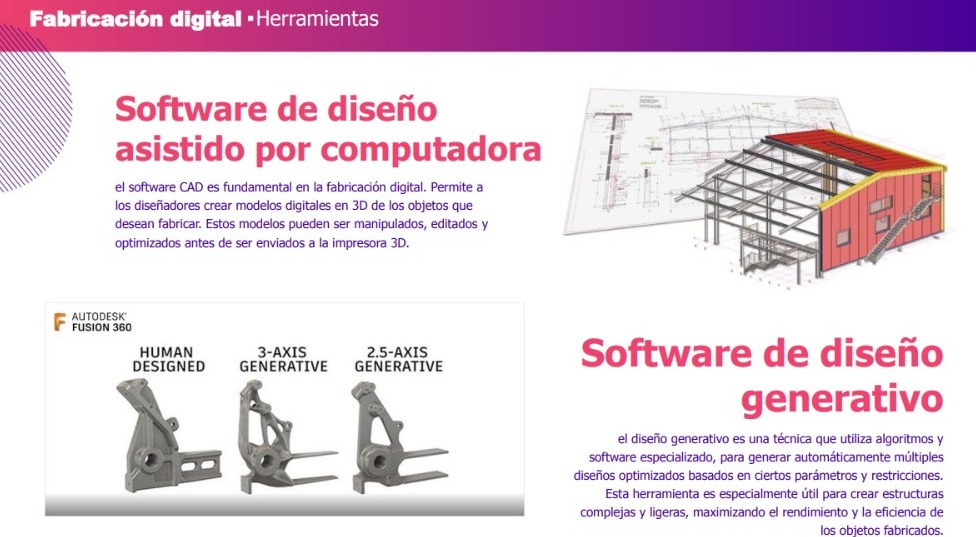 Fabricación digital ▪Herramientas
Software de diseño
asistido por computadora
el software CAD es fundamental en la fabricación digital. Permite a
los diseñadores crear modelos digitales en 3D de los objetos que
desean fabricar. Estos modelos pueden ser manipulados, editados y
optimizados antes de ser enviados a la impresora 3D.
AUTODESK'
FUSION 360
HUMAN
DESIGNED
3-AXIS
GENERATIVE
2.5-AXIS
GENERATIVE
Software de diseño
generativo
el diseño generativo es una técnica que utiliza algoritmos y
software especializado, para generar automáticamente múltiples
diseños optimizados basados en ciertos parámetros y restricciones.
Esta herramienta es especialmente útil para crear estructuras
complejas y ligeras, maximizando el rendimiento y la eficiencia de
los objetos fabricados.